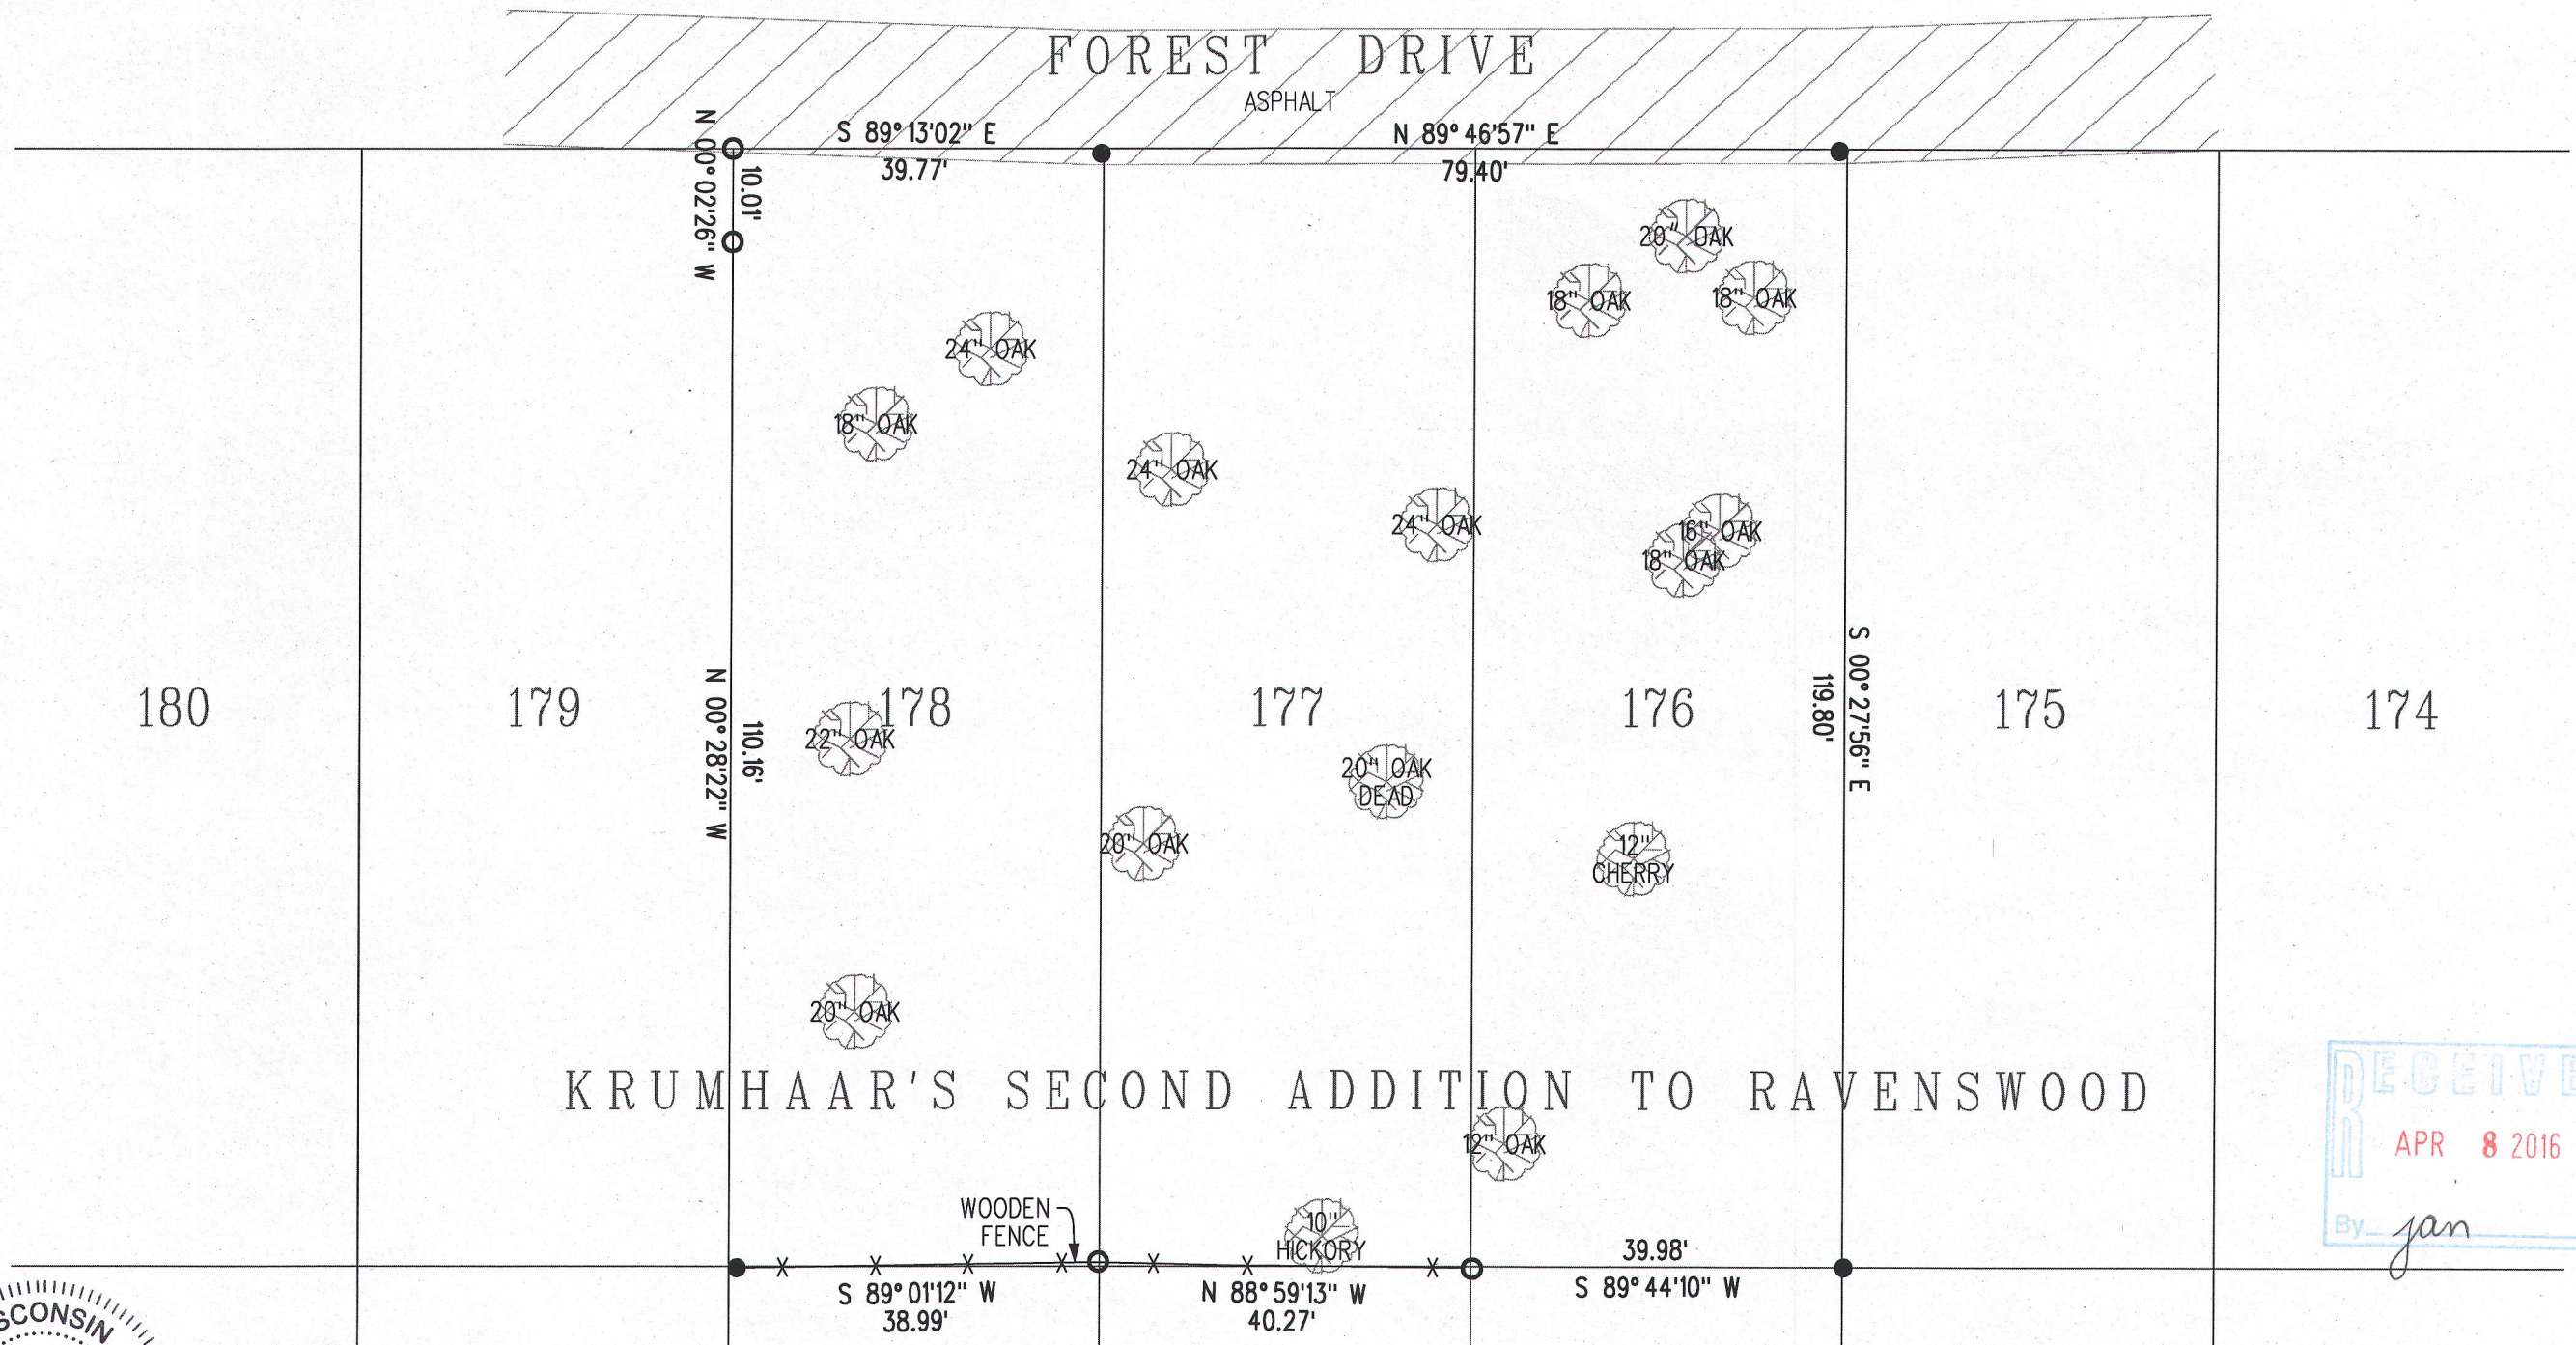 FOREST DRIVE
ASPHALT
S 89°13'02" E
39.77'
N 89°46'57" E
79.40'
N 00°02'26" W
10.01'
20" OAK
18" OAK
18" OAK
24" OAK
18" OAK
24" OAK
24" OAK
16" OAK
18" OAK
S 00°27'56" E
119.80'
N 00°28'22" W
110.16'
180
179
178
177
176
175
174
22" OAK
20" OAK
DEAD
20" OAK
12"
CHERRY
20" OAK
KRUMHAAR'S SECOND ADDITION TO RAVENSWOOD
12" OAK
WOODEN
FENCE
10"
HICKORY
39.98'
S 89°44'10" W
S 89°01'12" W
38.99'
N 88°59'13" W
40.27'
RECEIVE
APR 8 2016
By jan
SCONSIN